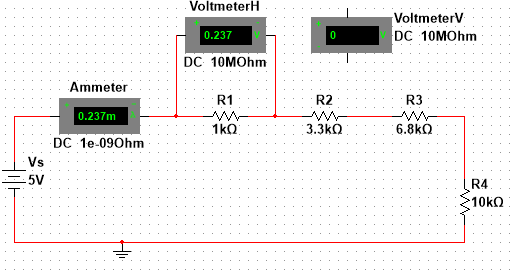 VoltmeterH
0.237
V
DC 10MOhm
VoltmeterV
0
V
DC 10MOhm
Ammeter
0.237m
A
DC 1e-09Ohm
R1
1kΩ
R2
3.3kΩ
R3
6.8kΩ
Vs
5V
R4
10kΩ